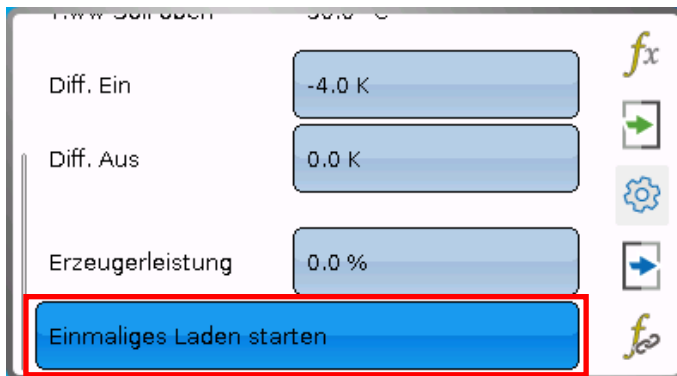 Diff. Ein
-4.0 K
Diff. Aus
0.0 K
Erzeugerleistung
0.0 %
Einmaliges Laden starten